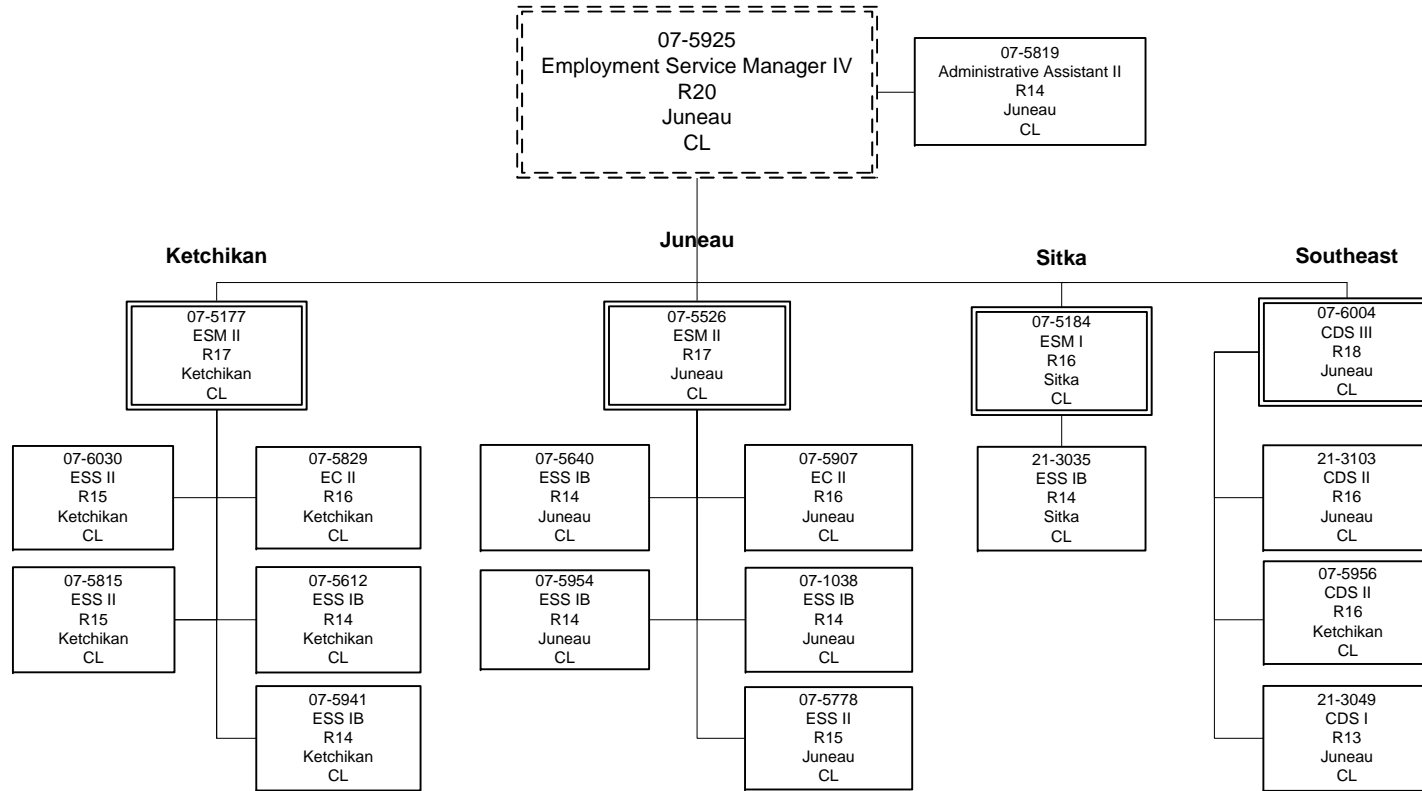 07-5925
Employment Service Manager IV
R20
Juneau
CL
07-5819
Administrative Assistant II
R14
Juneau
CL
Ketchikan
Juneau
Sitka
Southeast
07-5177
ESM II
R17
Ketchikan
CL
07-5526
ESM II
R17
Juneau
CL
07-5184
ESM I
R16
Sitka
CL
07-6004
CDS III
R18
Juneau
CL
07-6030
ESS II
R15
Ketchikan
CL
07-5829
EC II
R16
Ketchikan
CL
07-5640
ESS IB
R14
Juneau
CL
07-5907
EC II
R16
Juneau
CL
21-3035
ESS IB
R14
Sitka
CL
21-3103
CDS II
R16
Juneau
CL
07-5815
ESS II
R15
Ketchikan
CL
07-5612
ESS IB
R14
Ketchikan
CL
07-5954
ESS IB
R14
Juneau
CL
07-1038
ESS IB
R14
Juneau
CL
07-5956
CDS II
R16
Ketchikan
CL
07-5941
ESS IB
R14
Ketchikan
CL
07-5778
ESS II
R15
Juneau
CL
21-3049
CDS I
R13
Juneau
CL